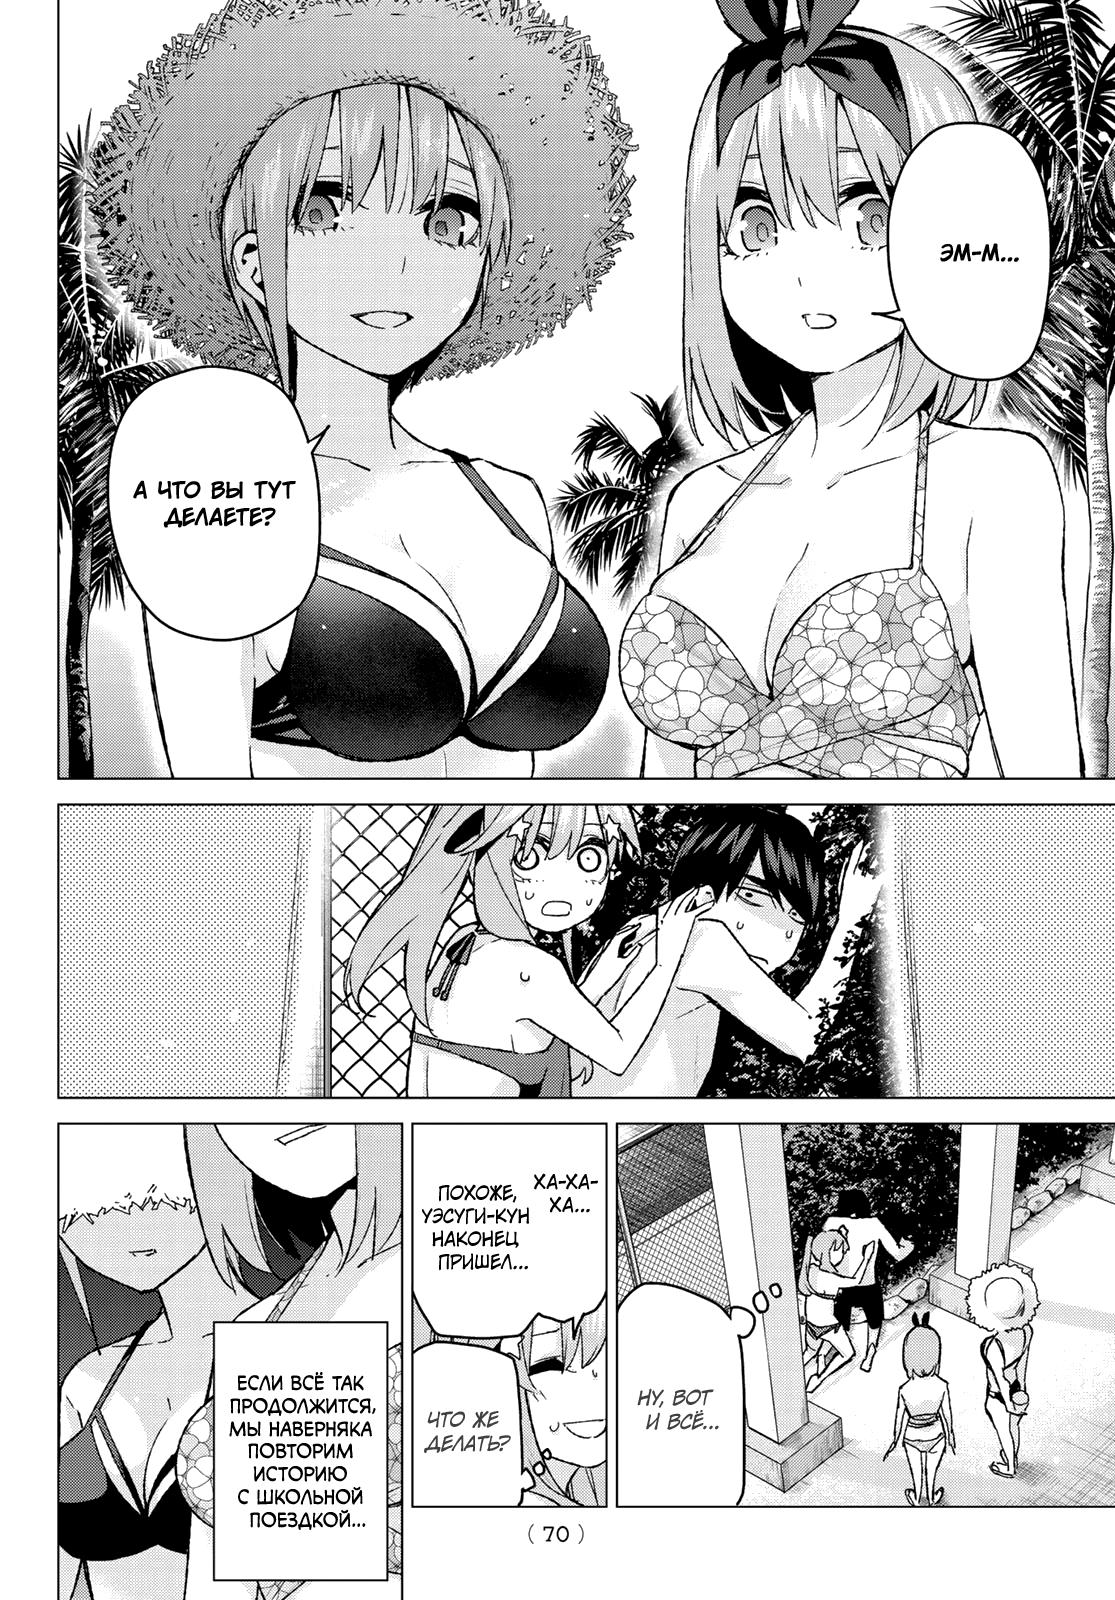 ЭМ-М...
А ЧТО ВЫ ТУТ
ДЕЛАЕТЕ?
НУ, ВОТ
И ВСЁ...
ХА-ХА-
ХА...
ПОХОЖЕ,
УЭСУГИ-КУН
НАКОНЕЦ
ПРИШЕЛ...
ЧТО ЖЕ
ДЕЛАТЬ?
ЕСЛИ ВСЁ ТАК
ПРОДОЛЖИТСЯ,
МЫ НАВЕРНЯКА
ПОВТОРИМ
ИСТОРИЮ
С ШКОЛЬНОЙ
ПОЕЗДКОЙ...
( 70 )